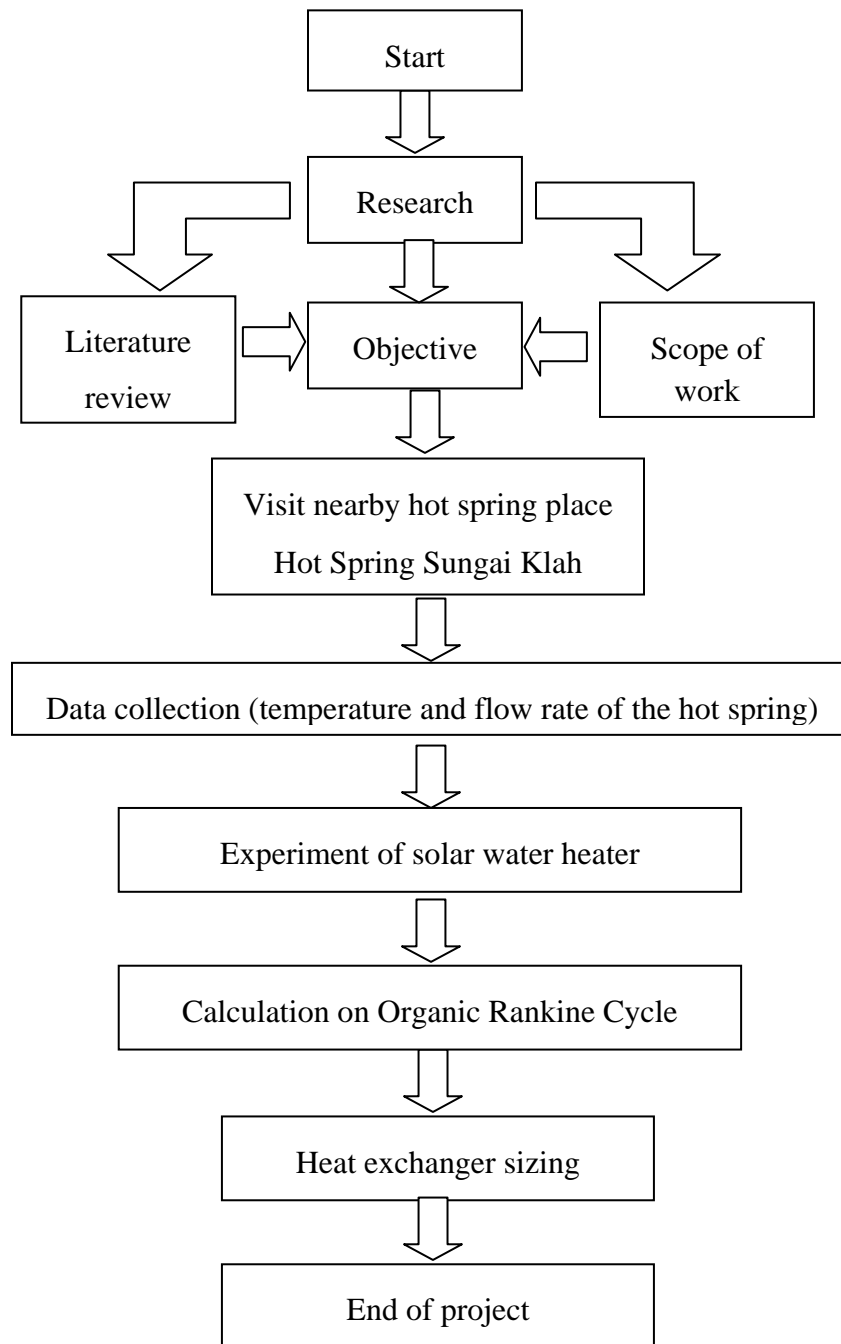 Start
Research
Literature
review
Objective
Scope of
work
Visit nearby hot spring place
Hot Spring Sungai Klah
Data collection (temperature and flow rate of the hot spring)
Experiment of solar water heater
Calculation on Organic Rankine Cycle
Heat exchanger sizing
End of project